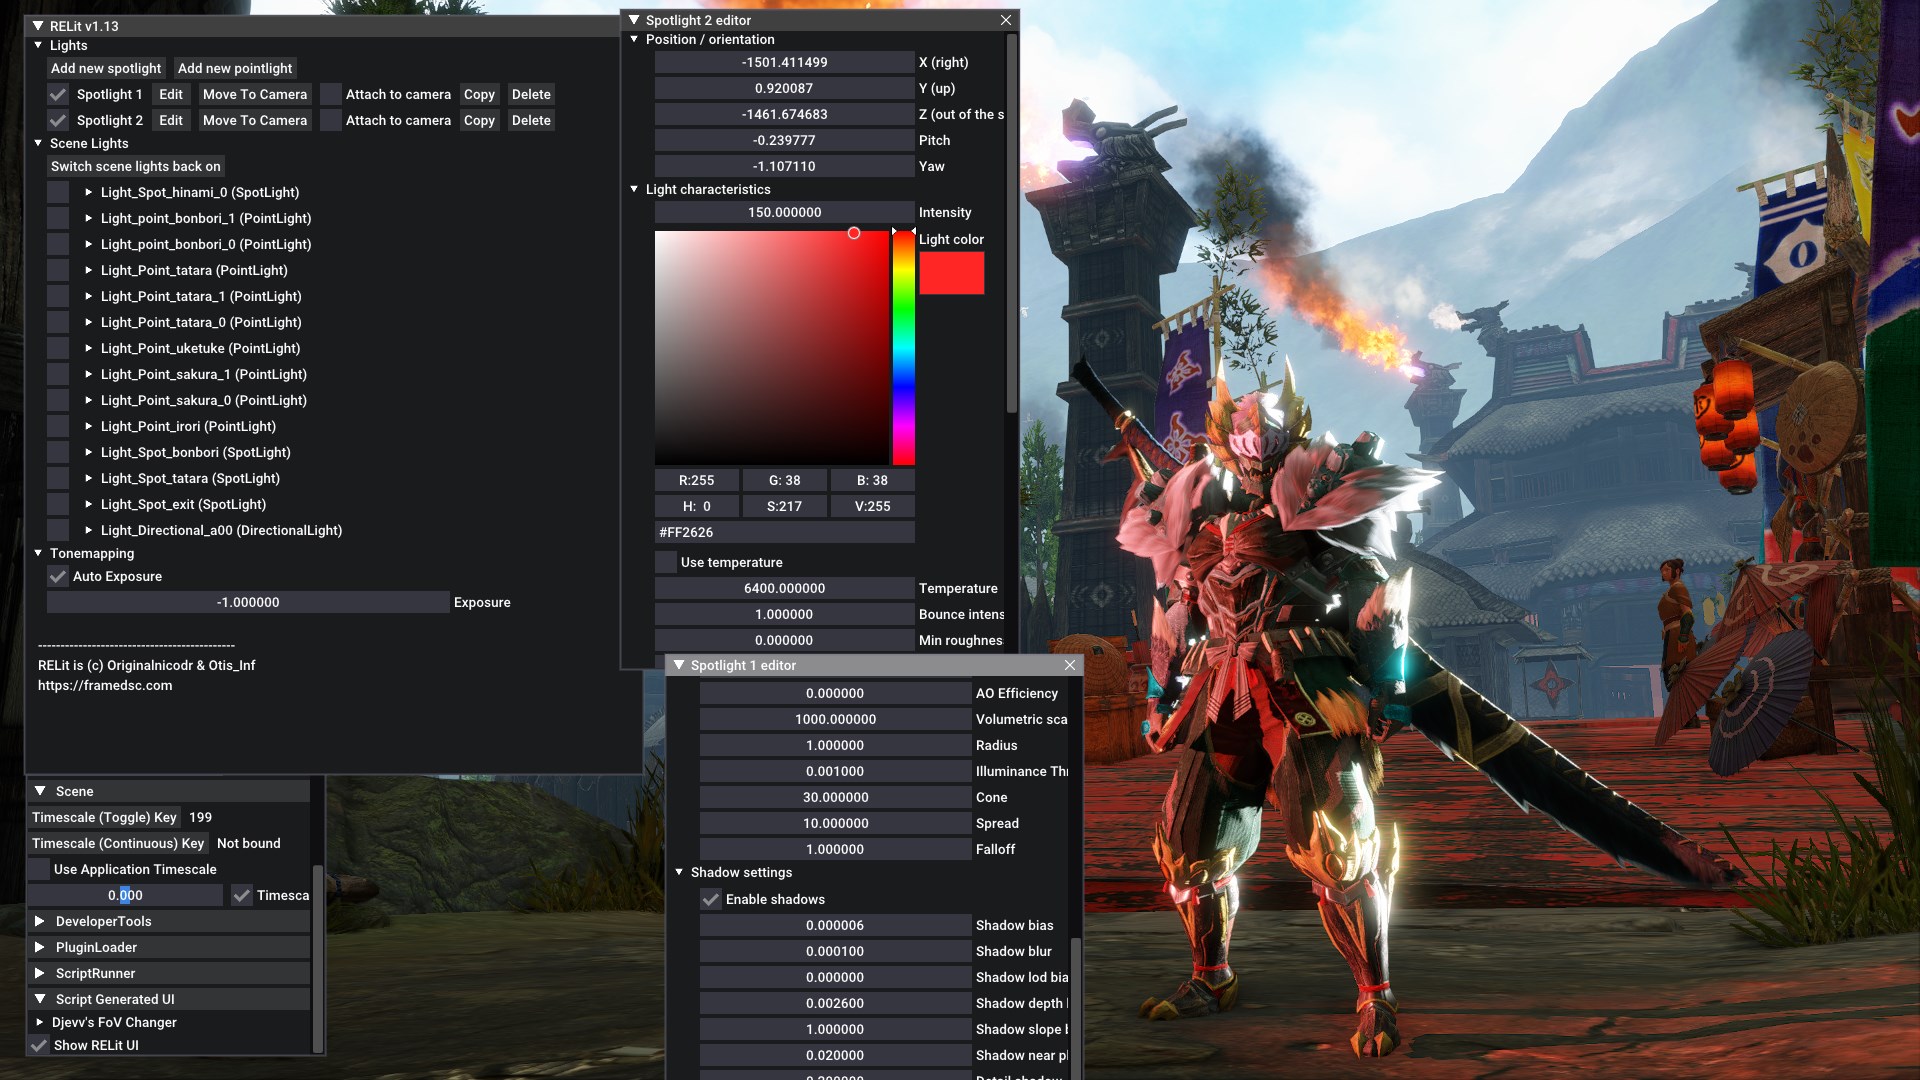 RELit v1.13
Lights
Add new spotlight Add new pointlight
Spotlight 1 Edit Move To Camera Attach to camera Copy Delete
Spotlight 2 Edit Move To Camera Attach to camera Copy Delete
Scene Lights
Switch scene lights back on
Light_Spot_hinami_0 (SpotLight)
Light_point_bonbori_1 (PointLight)
Light_point_bonbori_0 (PointLight)
Light_Point_tatara (PointLight)
Light_Point_tatara_1 (PointLight)
Light_Point_tatara_0 (PointLight)
Light_Point_uketuke (PointLight)
Light_Point_sakura_1 (PointLight)
Light_Point_sakura_0 (PointLight)
Light_Point_irori (PointLight)
Light_Spot_bonbori (SpotLight)
Light_Spot_tatara (SpotLight)
Light_Spot_exit (SpotLight)
Light_Directional_a00 (DirectionalLight)
Tonemapping
Auto Exposure
-1.000000 Exposure
--------------------------------------------
RELit is (c) Originalnicodr & Otis_Inf
https://framedsc.com
Scene
Timescale (Toggle) Key 199
Timescale (Continuous) Key Not bound
Use Application Timescale
0.000 Timesca
DeveloperTools
PluginLoader
ScriptRunner
Script Generated UI
Djevv's FoV Changer
Show RELit UI
Spotlight 2 editor
Position / orientation
-1501.411499 X (right)
0.920087 Y (up)
-1461.674683 Z (out of the s
-0.239777 Pitch
-1.107110 Yaw
Light characteristics
150.000000 Intensity
Light color
R:255 G: 38 B: 38
H: 0 S:217 V:255
#FF2626
Use temperature
6400.000000 Temperature
1.000000 Bounce intens
0.000000 Min roughnes
Spotlight 1 editor
0.000000 AO Efficiency
1000.000000 Volumetric sca
1.000000 Radius
0.001000 Illuminance Thr
30.000000 Cone
10.000000 Spread
1.000000 Falloff
Shadow settings
Enable shadows
0.000006 Shadow bias
0.000100 Shadow blur
0.000000 Shadow lod bia
0.002600 Shadow depth
1.000000 Shadow slope b
0.020000 Shadow near pl